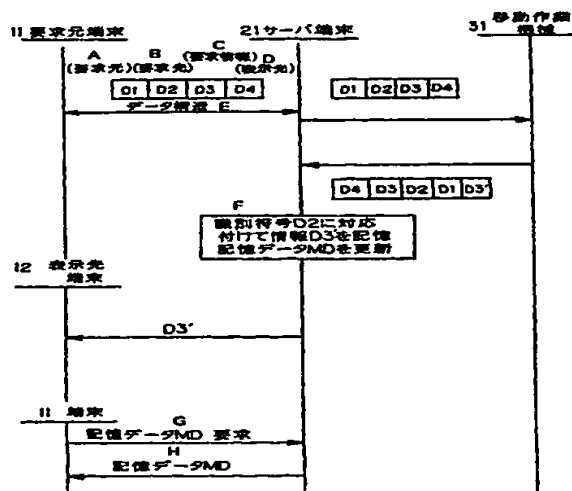 11 要求元端末
21サーバ端末
31 移動作業
機械
A
(要求元)
B
(要求先)
C
(要求情報)
D
(表示先)
D1 D2 D3 D4
データ構造 E
D1 D2 D3 D4
D4 D3 D2 D1 D3'
F
識別符号D2に対応
付けて情報D3'を記憶
記憶データMDを更新
12 表示先
端末
D3'
11 端末
G
記憶データMD 要求
H
記憶データMD